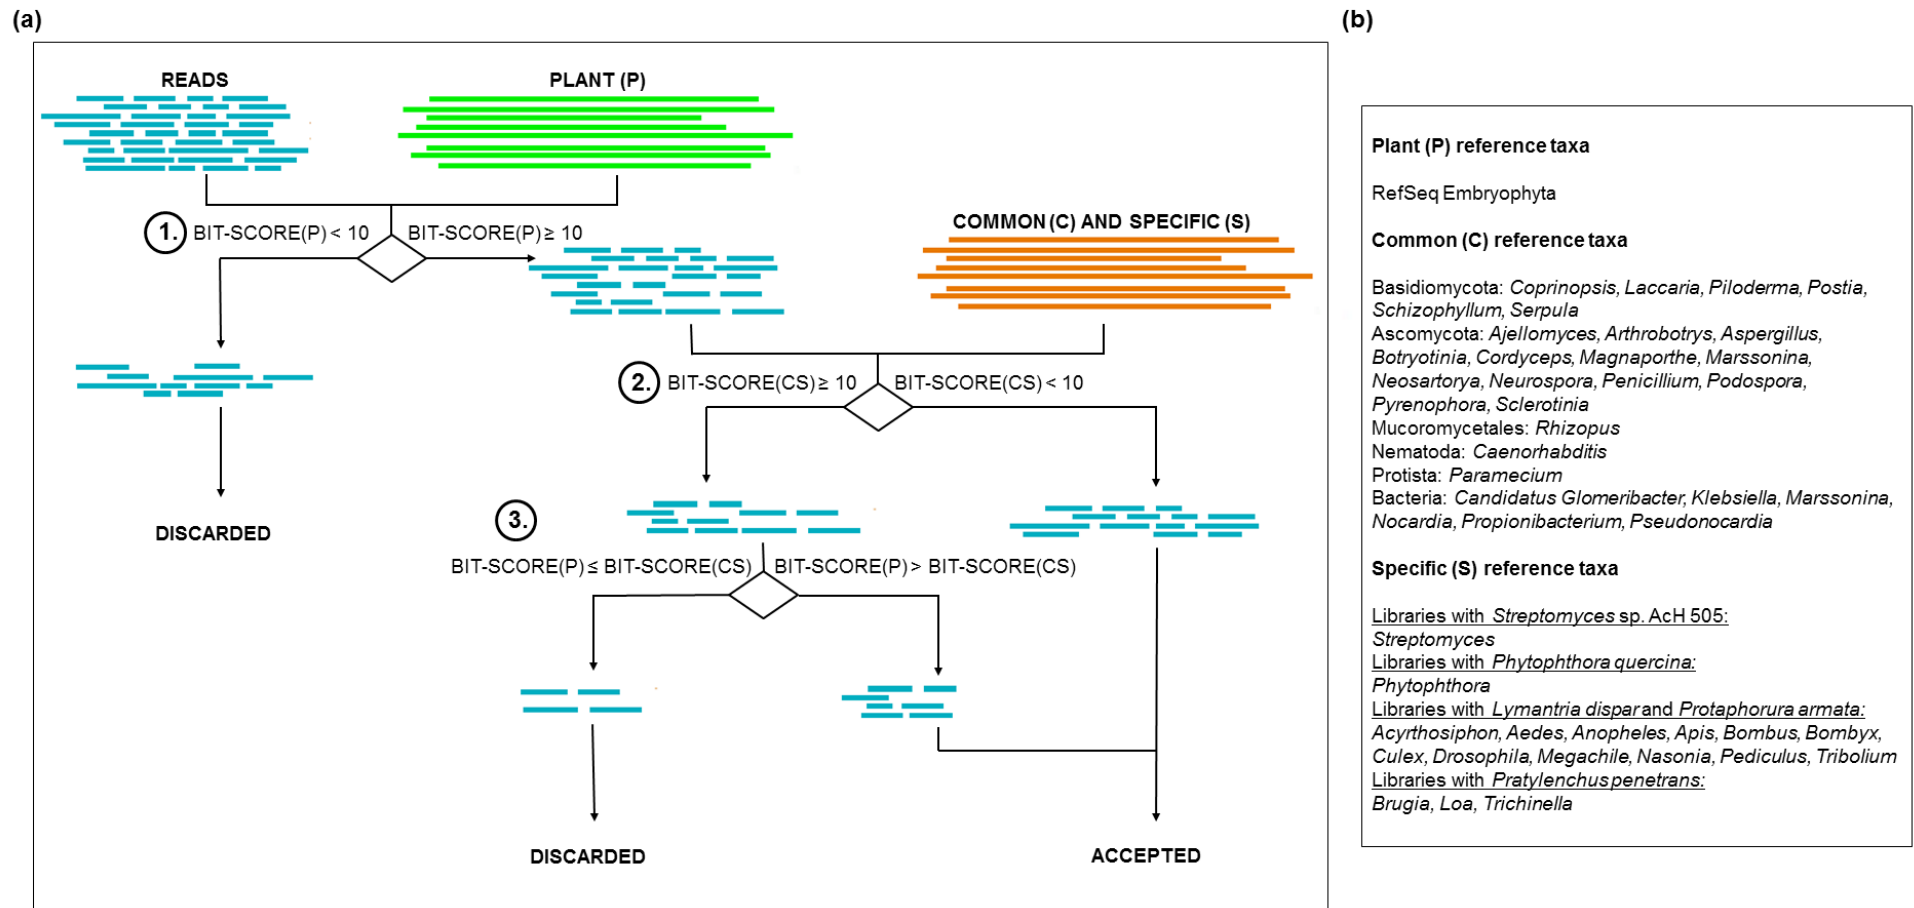 (a)
(b)
READS
PLANT (P)
1. BIT-SCORE(P) < 10
BIT-SCORE(P) ≥ 10
COMMON (C) AND SPECIFIC (S)
2. BIT-SCORE(CS) ≥ 10
BIT-SCORE(CS) < 10
3.
DISCARDED
BIT-SCORE(P) ≤ BIT-SCORE(CS)
BIT-SCORE(P) > BIT-SCORE(CS)
DISCARDED
ACCEPTED
Plant (P) reference taxa
RefSeq Embryophyta
Common (C) reference taxa
Basidiomycota: Coprinopsis, Laccaria, Piloderma, Postia,
Schizophyllum, Serpula
Ascomycota: Ajellomyces, Arthrobotrys, Aspergillus,
Botryotinia, Cordyceps, Magnaporthe, Marssonina,
Neosartorya, Neurospora, Penicillium, Podospora,
Pyrenophora, Sclerotinia
Mucoromycetales: Rhizopus
Nematoda: Caenorhabditis
Protista: Paramecium
Bacteria: Candidatus Glomeribacter, Klebsiella, Marssonina,
Nocardia, Propionibacterium, Pseudonocardia
Specific (S) reference taxa
Libraries with Streptomyces sp. AcH 505:
Streptomyces
Libraries with Phytophthora quercina:
Phytophthora
Libraries with Lymantria dispar and Protaphorura armata:
Acyrthosiphon, Aedes, Anopheles, Apis, Bombus, Bombyx,
Culex, Drosophila, Megachile, Nasonia, Pediculus, Tribolium
Libraries with Pratylenchus penetrans:
Brugia, Loa, Trichinella